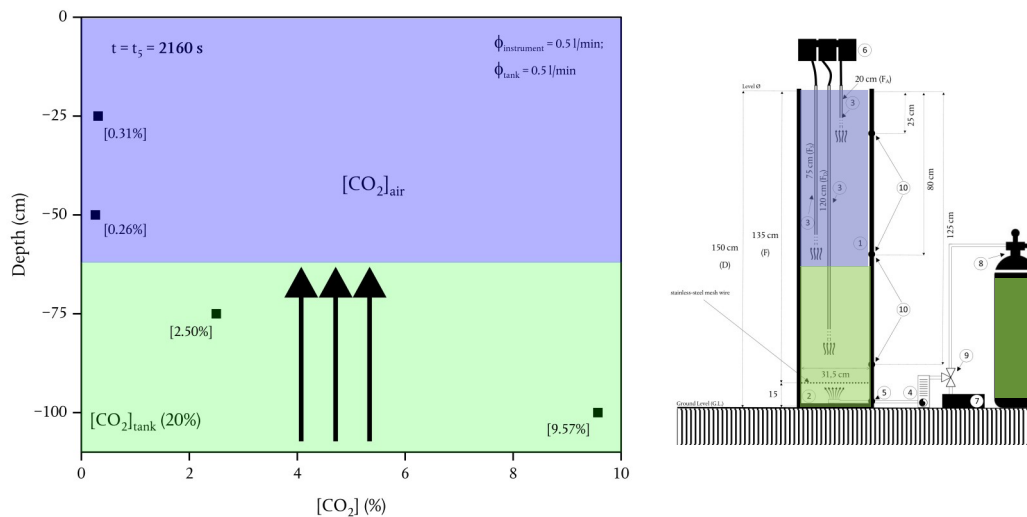 0
−25
−50
−75
−100
Depth (cm)
t = t5 = 2160 s
ϕinstrument = 0.5 l/min;
ϕtank = 0.5 l/min
[0.31%]
[CO2]air
[0.26%]
[2.50%]
[CO2]tank (20%)
[9.57%]
0 2 4 6 8 10
[CO2] (%)
6
20 cm (FA)
Level Ø
3
25 cm
75 cm
120 cm
3
3
10
80 cm
1
125 cm
150 cm
(D)
135 cm
(F)
8
stainless-steel mesh wire
10
9
31,5 cm
15
2
5
4
7
Ground Level (G.L.)